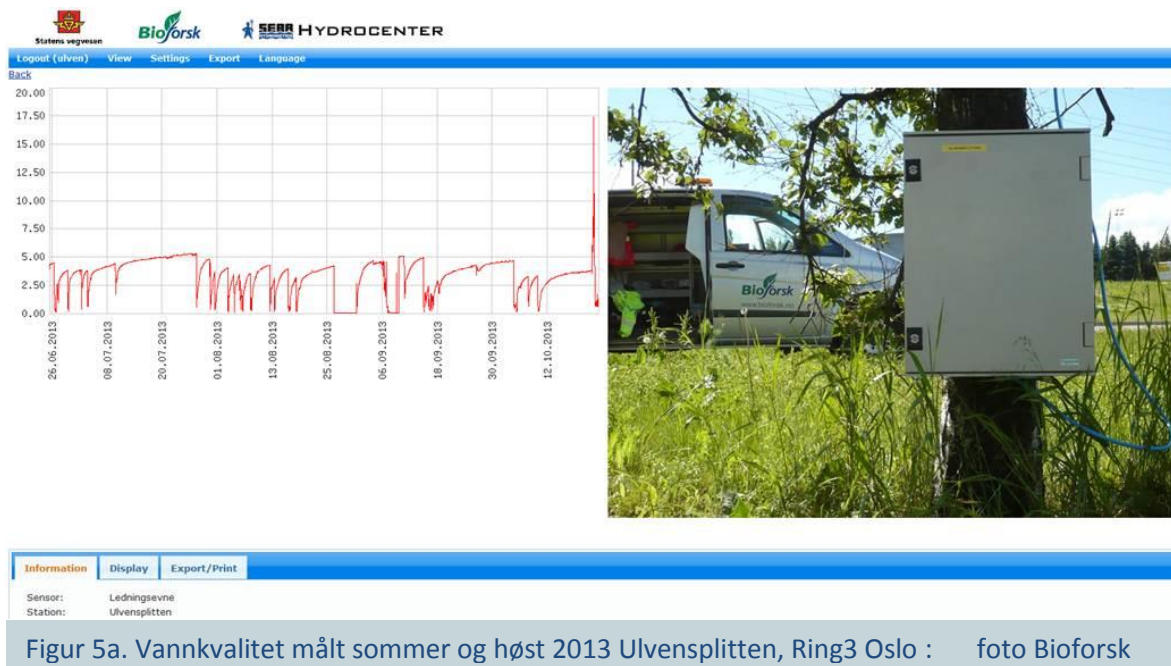 Statens vegvesen
Bioforsk
SEBA HYDROCENTER
Logout (ulven) View Settings Export Language
Back
20.00
17.50
15.00
12.50
10.00
7.50
5.00
2.50
0.00
26.06.2013
08.07.2013
20.07.2013
01.08.2013
13.08.2013
25.08.2013
06.09.2013
18.09.2013
30.09.2013
12.10.2013
Bioforsk
www.bioforsk.no
Information Display Export/Print
Sensor: Ledningsevne
Station: Ulvensplitten
Figur 5a. Vannkvalitet målt sommer og høst 2013 Ulvensplitten, Ring3 Oslo : foto Bioforsk